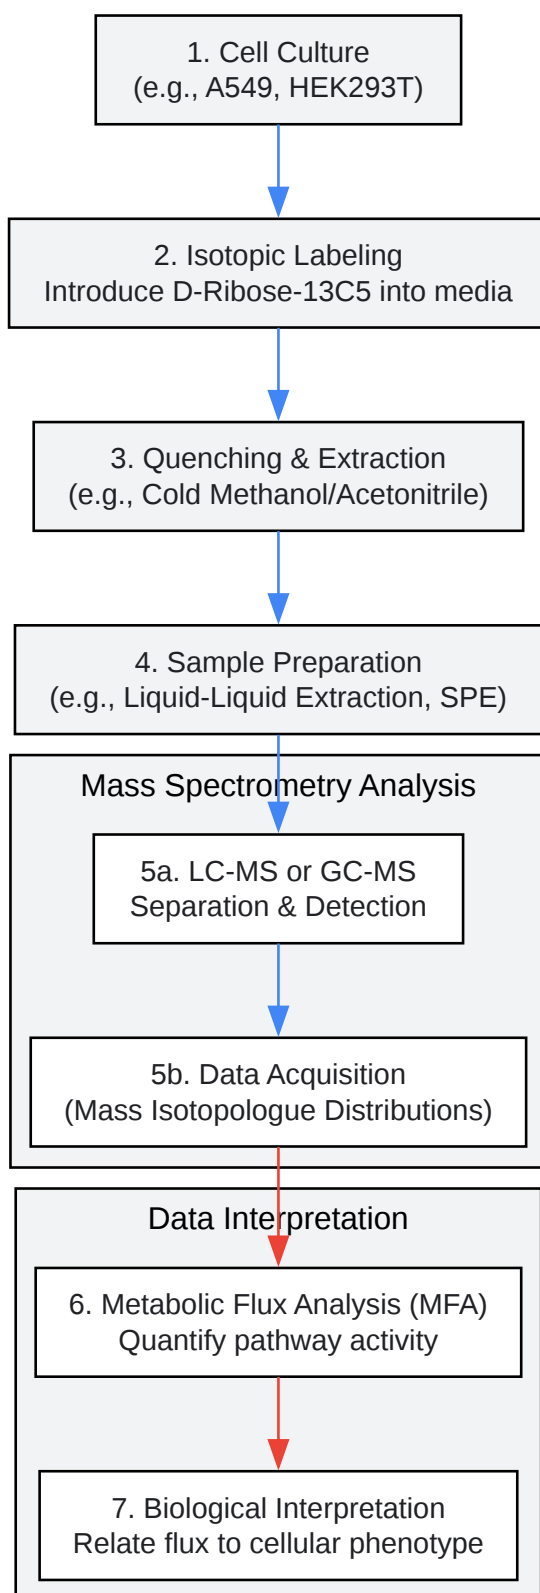 1. Cell Culture
(e.g., A549, HEK293T)
2. Isotopic Labeling
Introduce D-Ribose-13C5 into media
3. Quenching & Extraction
(e.g., Cold Methanol/Acetonitrile)
4. Sample Preparation
(e.g., Liquid-Liquid Extraction, SPE)
Mass Spectrometry Analysis
5a. LC-MS or GC-MS
Separation & Detection
5b. Data Acquisition
(Mass Isotopologue Distributions)
Data Interpretation
6. Metabolic Flux Analysis (MFA)
Quantify pathway activity
7. Biological Interpretation
Relate flux to cellular phenotype